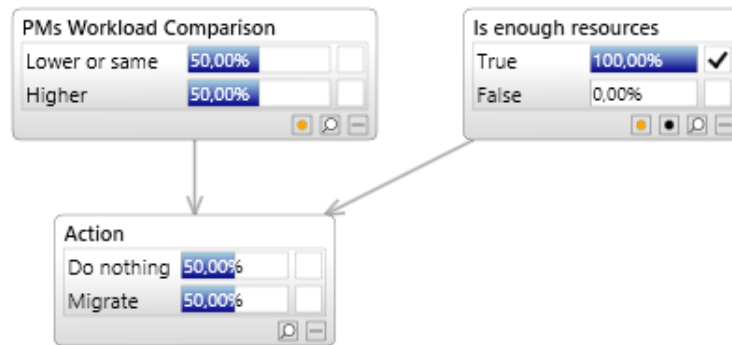 PMs Workload Comparison
Lower or same 50,00%
Higher 50,00%
Is enough resources
True 100,00%
False 0,00%
Action
Do nothing 50,00%
Migrate 50,00%